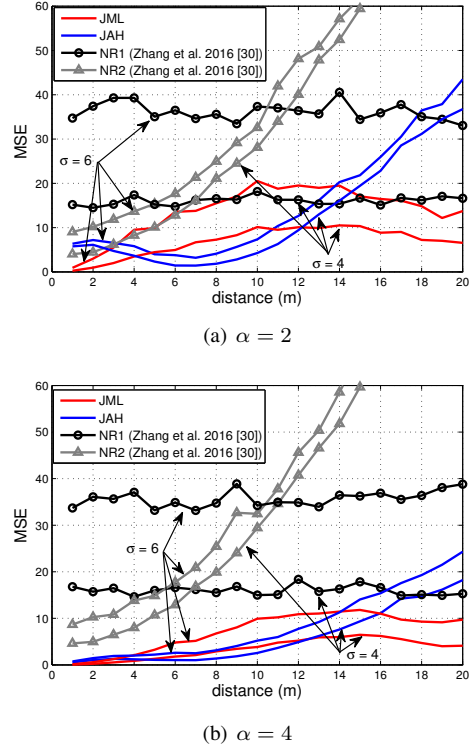 60
50
40
30
20
10
0
MSE
JML
JAH
NR1 (Zhang et al. 2016 [30])
NR2 (Zhang et al. 2016 [30])
σ = 6
σ = 4
0 2 4 6 8 10 12 14 16 18 20
distance (m)
(a) α = 2
60
50
40
30
20
10
0
MSE
JML
JAH
NR1 (Zhang et al. 2016 [30])
NR2 (Zhang et al. 2016 [30])
σ = 6
σ = 4
0 2 4 6 8 10 12 14 16 18 20
distance (m)
(b) α = 4